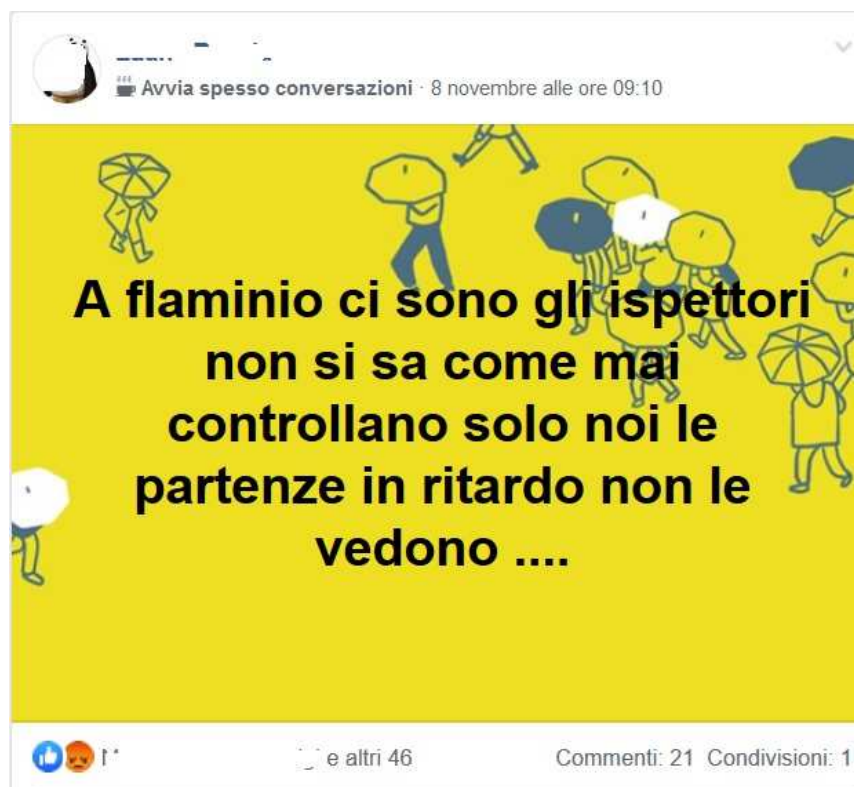 Avvia spesso conversazioni · 8 novembre alle ore 09:10
A flaminio ci sono gli ispettori
non si sa come mai
controllano solo noi le
partenze in ritardo non le
vedono ....
e altri 46 Commenti: 21 Condivisioni: 1